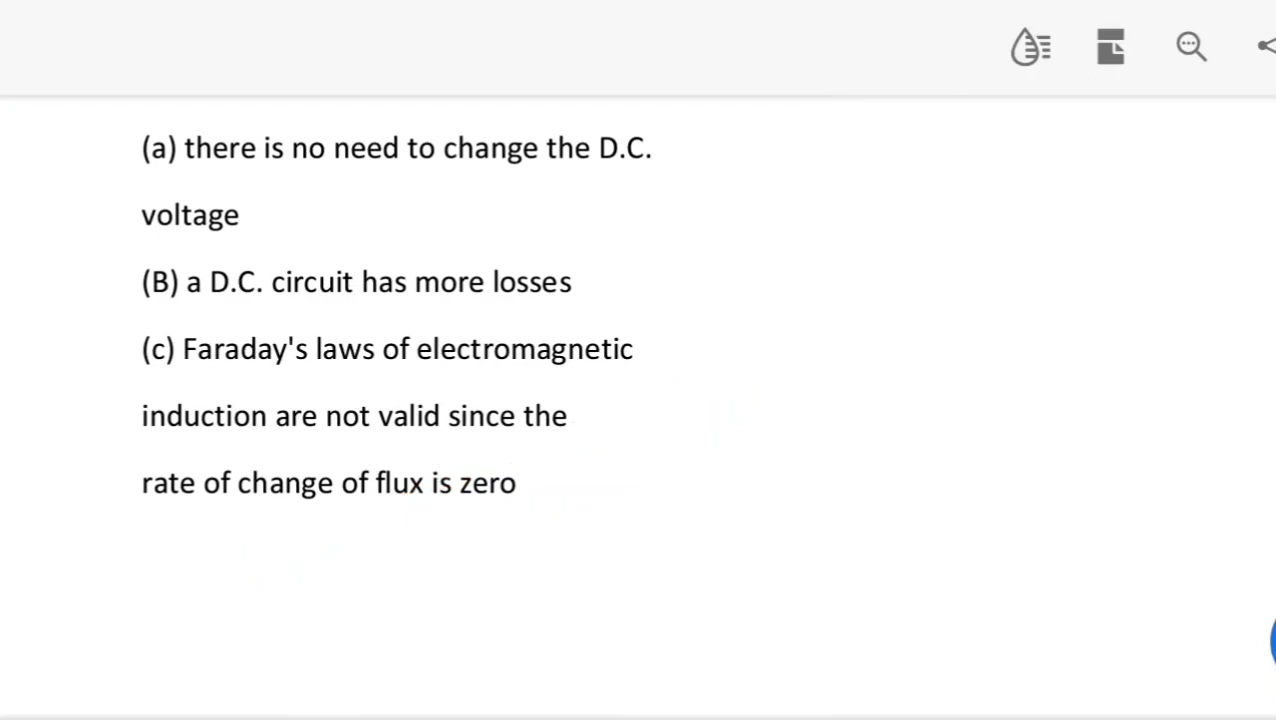 (a) there is no need to change the D.C.
voltage
(B) a D.C. circuit has more losses
(c) Faraday's laws of electromagnetic
induction are not valid since the
rate of change of flux is zero